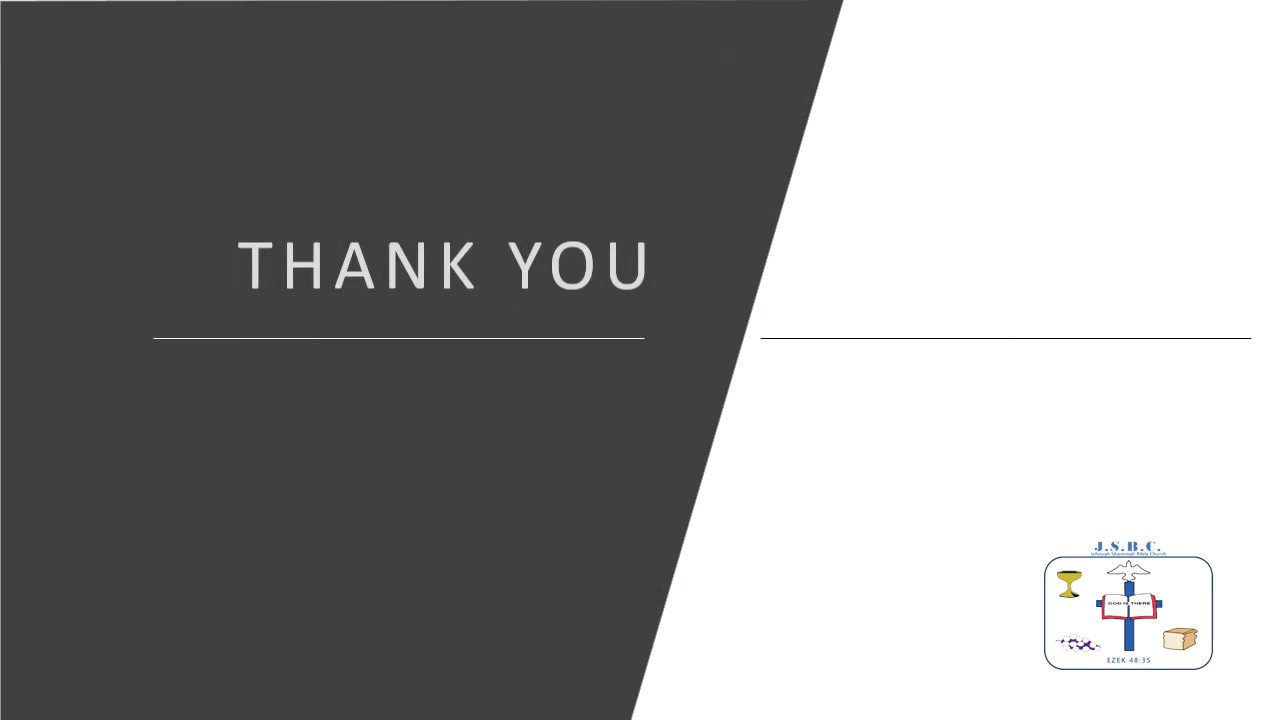 THANK YOU
J.S.B.C.
Jehovah Shammah Bible Church
GOD IS THERE
EZEK 48:35